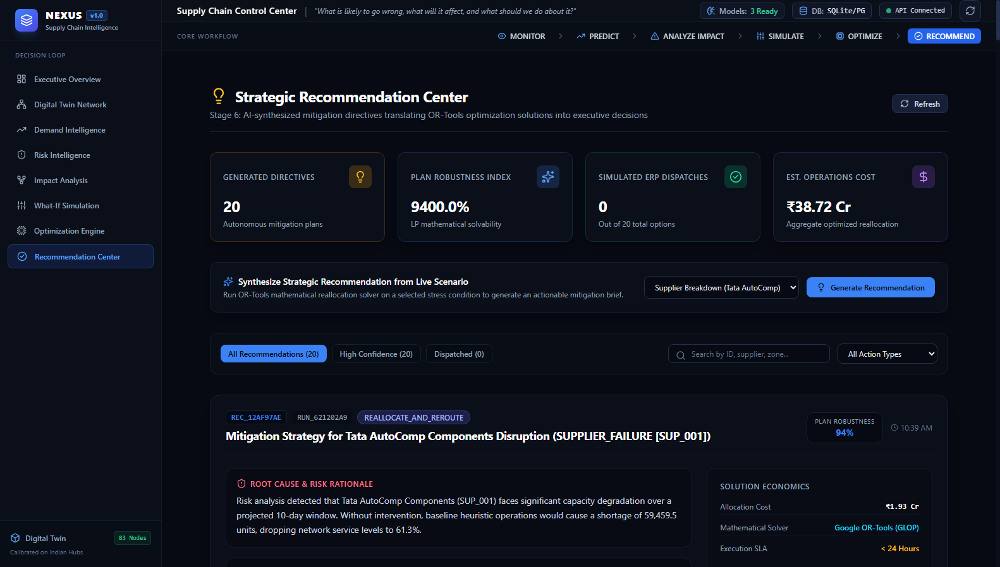 NEXUS v1.0
Supply Chain Intelligence
DECISION LOOP
Executive Overview
Digital Twin Network
Demand Intelligence
Risk Intelligence
Impact Analysis
What-If Simulation
Optimization Engine
Recommendation Center
Digital Twin 83 Nodes
Calibrated on Indian Hubs
Supply Chain Control Center "What is likely to go wrong, what will it affect, and what should we do about it?" Models: 3 Ready DB: SQLite/PG API Connected
CORE WORKFLOW MONITOR PREDICT ANALYZE IMPACT SIMULATE OPTIMIZE RECOMMEND
Strategic Recommendation Center
Stage 6: AI-synthesized mitigation directives translating OR-Tools optimization solutions into executive decisions
Refresh
GENERATED DIRECTIVES
20
Autonomous mitigation plans
PLAN ROBUSTNESS INDEX
9400.0%
LP mathematical solvability
SIMULATED ERP DISPATCHES
0
Out of 20 total options
EST. OPERATIONS COST
$
₹38.72 Cr
Aggregate optimized reallocation
Synthesize Strategic Recommendation from Live Scenario
Run OR-Tools mathematical reallocation solver on a selected stress condition to generate an actionable mitigation brief.
Supplier Breakdown (Tata AutoComp) Generate Recommendation
All Recommendations (20) High Confidence (20) Dispatched (0) Search by ID, supplier, zone... All Action Types
REC_12AF97AE RUN_621202A9 REALLOCATE_AND_REROUTE
Mitigation Strategy for Tata AutoComp Components Disruption (SUPPLIER_FAILURE [SUP_001])
PLAN ROBUSTNESS
94%
10:39 AM
ROOT CAUSE & RISK RATIONALE
Risk analysis detected that Tata AutoComp Components (SUP_001) faces significant capacity degradation over a
projected 10-day window. Without intervention, baseline heuristic operations would cause a shortage of 59,459.5
units, dropping network service levels to 61.3%.
SOLUTION ECONOMICS
Allocation Cost ₹1.93 Cr
Mathematical Solver Google OR-Tools (GLOP)
Execution SLA < 24 Hours